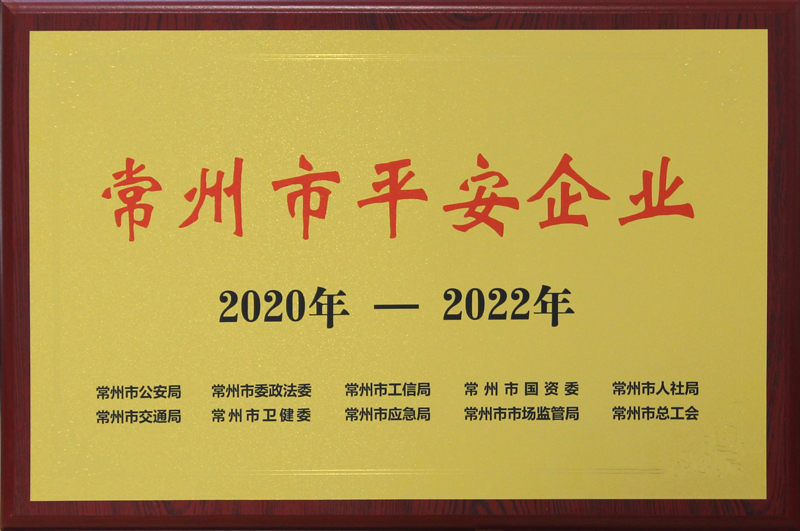 常州市平安企业
2020年 — 2022年
常州市公安局 常州市委政法委 常州市工信局 常州市国资委 常州市人社局
常州市交通局 常州市卫健委 常州市应急局 常州市市场监管局 常州市总工会